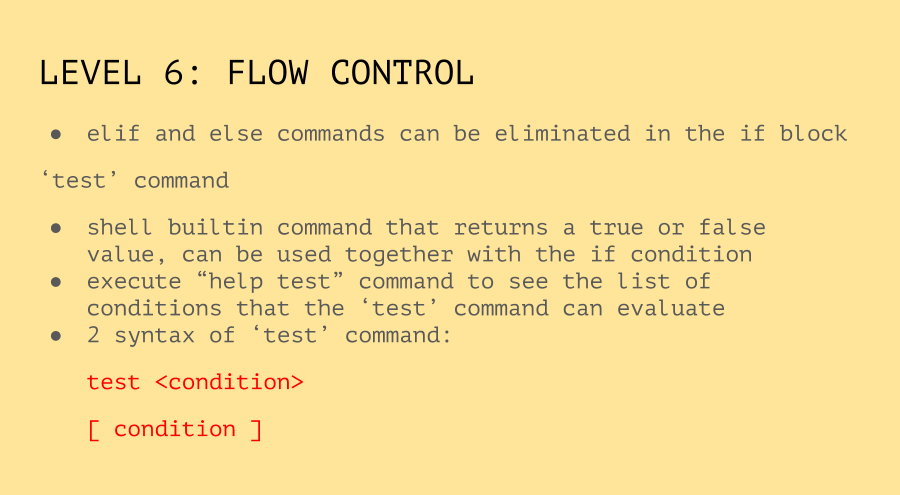 LEVEL 6: FLOW CONTROL
● elif and else commands can be eliminated in the if block
‘test’ command
● shell builtin command that returns a true or false
value, can be used together with the if condition
● execute “help test” command to see the list of
conditions that the ‘test’ command can evaluate
● 2 syntax of ‘test’ command:
test <condition>
[ condition ]